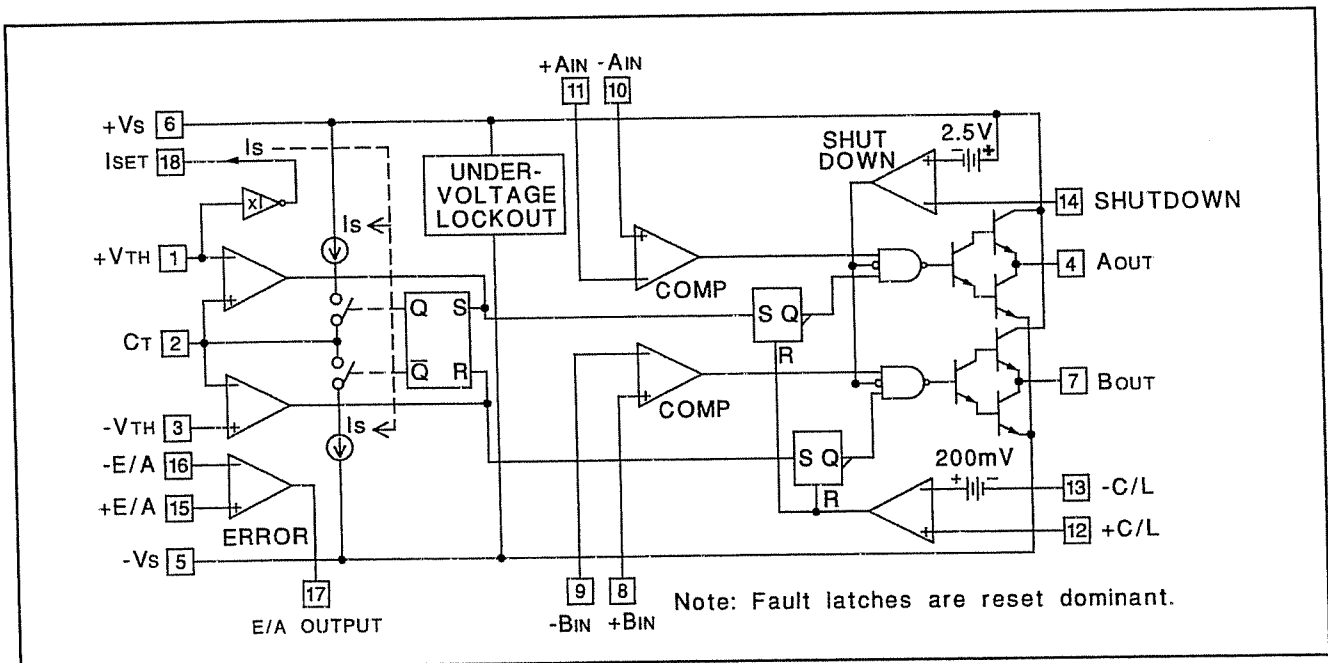 +AIN -AIN
11 10
+VS 6
ISET 18
IS
UNDER-
VOLTAGE
LOCKOUT
SHUT
DOWN
2.5V
- +
+
-
14 SHUTDOWN
x1
IS
+VTH 1
-
+
+
-
COMP
4 AOUT
Q S
Q̅ R
S Q
R
CT 2
-
+
-
+
COMP
7 BOUT
-VTH 3
IS
-E/A 16
+E/A 15
-
+
ERROR
S Q
R
200mV
+ -
-
+
13 -C/L
12 +C/L
-VS 5
17
E/A OUTPUT
9 8
-BIN +BIN
Note: Fault latches are reset dominant.